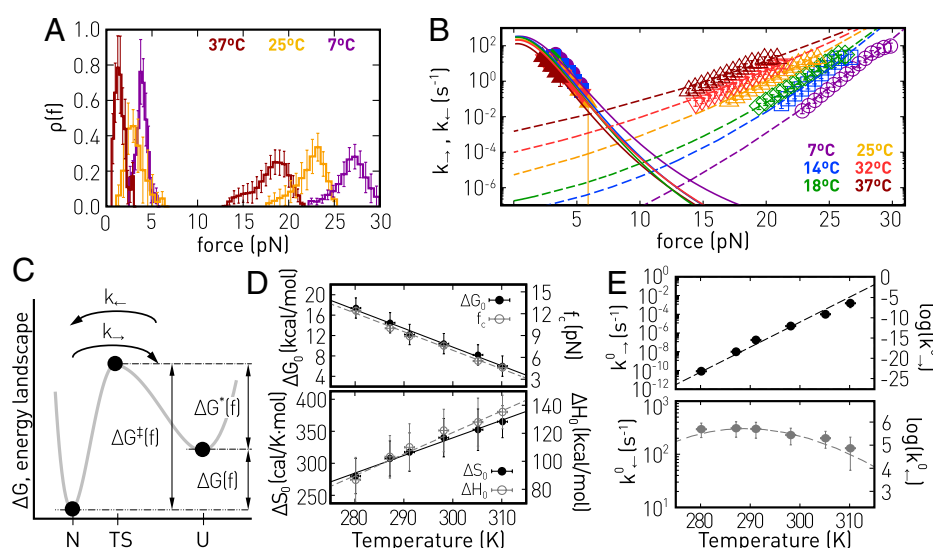 A
37ºC 25ºC 7ºC
ρ(f)
1.0
0.8
0.6
0.4
0.2
0.0
0 5 10 15 20 25 30
force (pN)
B
k→, k← (s⁻¹)
10²
10⁰
10⁻²
10⁻⁴
10⁻⁶
7ºC 25ºC
14ºC 32ºC
18ºC 37ºC
5 10 15 20 25 30
force (pN)
C
ΔG, energy landscape
k←
k→
ΔG‡(f)
ΔG*(f)
ΔG(f)
N TS U
D
ΔG₀ (kcal/mol)
20
16
12
8
4
ΔG₀
f꜀
15
12
9
6
3
f꜀ (pN)
ΔS₀ (cal/K·mol)
400
350
300
250
ΔS₀
ΔH₀
140
120
100
80
ΔH₀ (kcal/mol)
280 290 300 310
Temperature (K)
E
k⁰→ (s⁻¹)
10⁰
10⁻²
10⁻⁴
10⁻⁶
10⁻⁸
10⁻¹⁰
10⁻¹²
0
-5
-10
-15
-20
-25
log(k⁰→)
k⁰← (s⁻¹)
10³
10²
10¹
6
5
4
3
log(k⁰←)
280 290 300 310
Temperature (K)